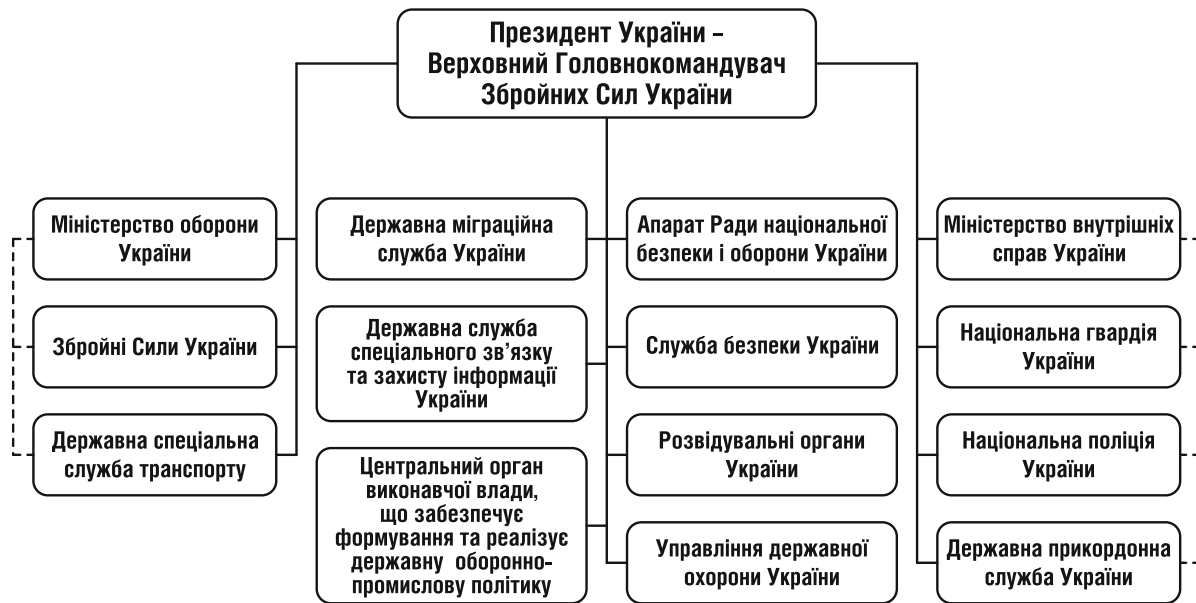 Президент України –
Верховний Головнокомандувач
Збройних Сил України
Міністерство оборони
України
Збройні Сили України
Державна спеціальна
служба транспорту
Державна міграційна
служба України
Державна служба
спеціального зв’язку
та захисту інформації
України
Центральний орган
виконавчої влади,
що забезпечує
формування та реалізує
державну оборонно-
промислову політику
Апарат Ради національної
безпеки і оборони України
Служба безпеки України
Розвідувальні органи
України
Управління державної
охорони України
Міністерство внутрішніх
справ України
Національна гвардія
України
Національна поліція
України
Державна прикордонна
служба України